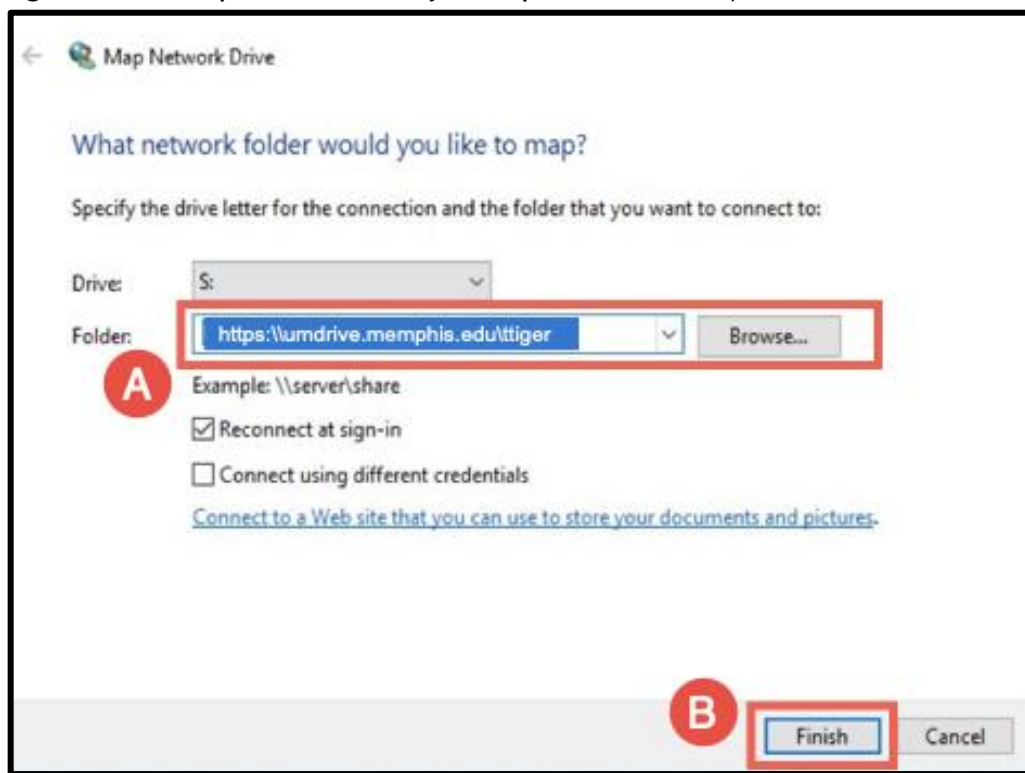 Map Network Drive
What network folder would you like to map?
Specify the drive letter for the connection and the folder that you want to connect to:
Drive: S:
Folder: https:\\umdrive.memphis.edu\ttiger Browse...
A
Example: \\server\share
Reconnect at sign-in
Connect using different credentials
Connect to a Web site that you can use to store your documents and pictures.
B
Finish Cancel